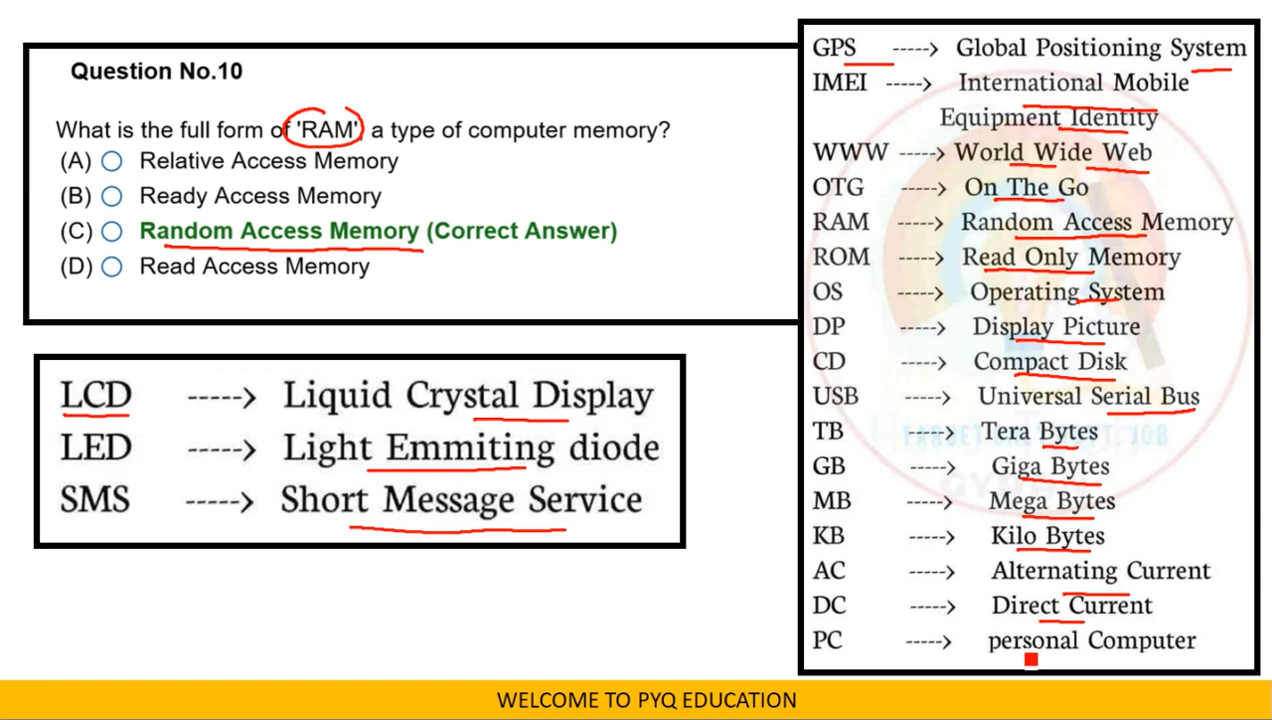 Question No.10
What is the full form of 'RAM', a type of computer memory?
(A) Relative Access Memory
(B) Ready Access Memory
(C) Random Access Memory (Correct Answer)
(D) Read Access Memory
LCD -----> Liquid Crystal Display
LED -----> Light Emmiting diode
SMS -----> Short Message Service
GPS -----> Global Positioning System
IMEI -----> International Mobile
Equipment Identity
WWW -----> World Wide Web
OTG -----> On The Go
RAM -----> Random Access Memory
ROM -----> Read Only Memory
OS -----> Operating System
DP -----> Display Picture
CD -----> Compact Disk
USB -----> Universal Serial Bus
TB -----> Tera Bytes
GB -----> Giga Bytes
MB -----> Mega Bytes
KB -----> Kilo Bytes
AC -----> Alternating Current
DC -----> Direct Current
PC -----> personal Computer
WELCOME TO PYQ EDUCATION